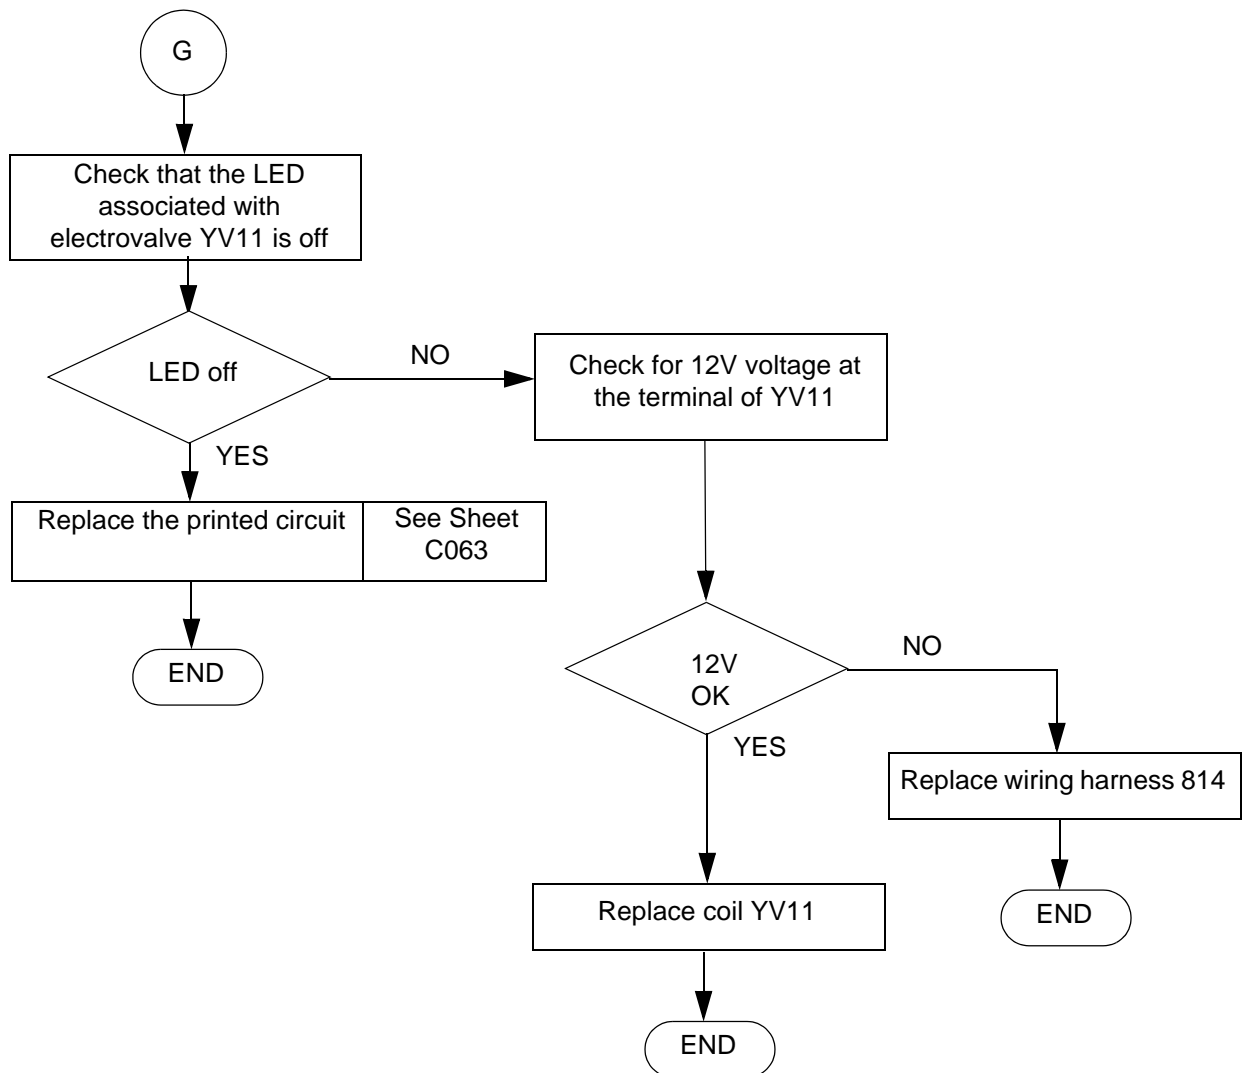 G
Check that the LED
associated with
electrovalve YV11 is off
LED off
NO
Check for 12V voltage at
the terminal of YV11
YES
Replace the printed circuit
See Sheet
C063
END
12V
OK
NO
YES
Replace wiring harness 814
END
Replace coil YV11
END